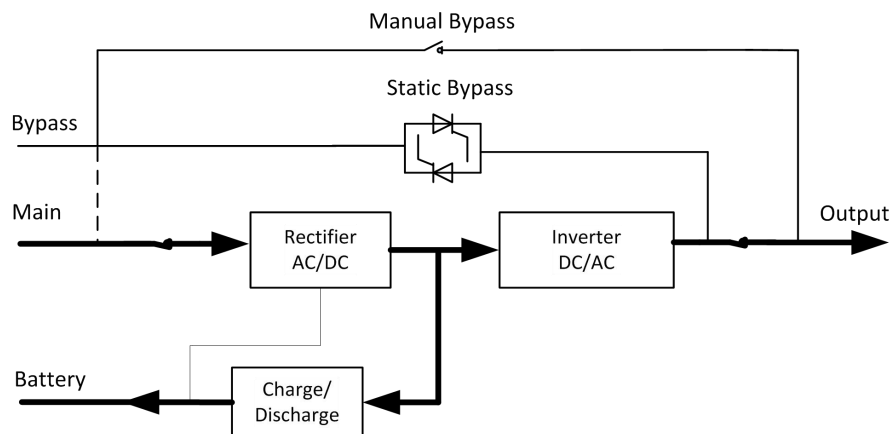 Manual Bypass
Static Bypass
Bypass
Main
Rectifier
AC/DC
Inverter
DC/AC
Output
Battery
Charge/
Discharge